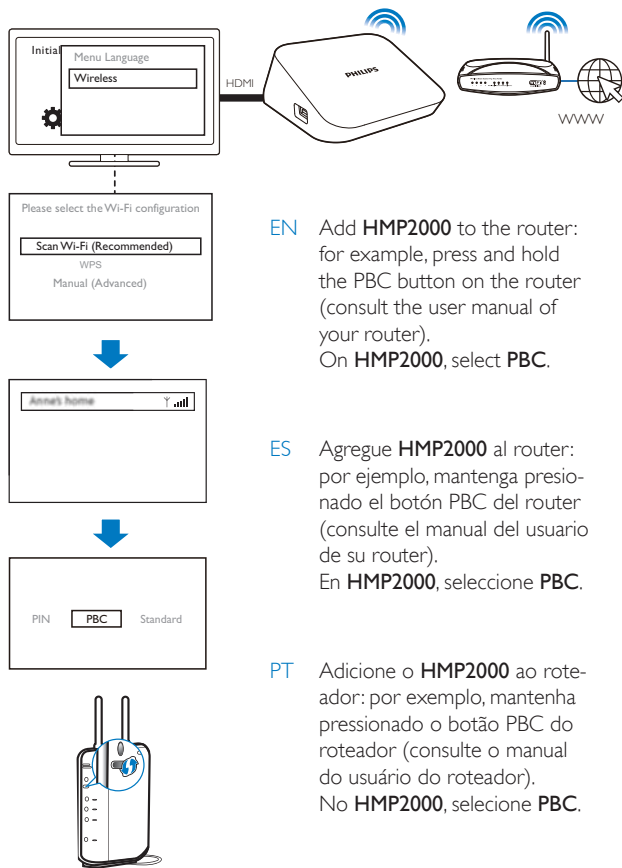 Initial
Menu Language
Wireless
HDMI
PHILIPS
WWW
Please select the Wi-Fi configuration
Scan Wi-Fi (Recommended)
WPS
Manual (Advanced)
Anne's home
PIN PBC Standard
EN Add HMP2000 to the router:
for example, press and hold
the PBC button on the router
(consult the user manual of
your router).
On HMP2000, select PBC.
ES Agregue HMP2000 al router:
por ejemplo, mantenga presio-
nado el botón PBC del router
(consulte el manual del usuario
de su router).
En HMP2000, seleccione PBC.
PT Adicione o HMP2000 ao rote-
ador: por exemplo, mantenha
pressionado o botão PBC do
roteador (consulte o manual
do usuário do roteador).
No HMP2000, selecione PBC.